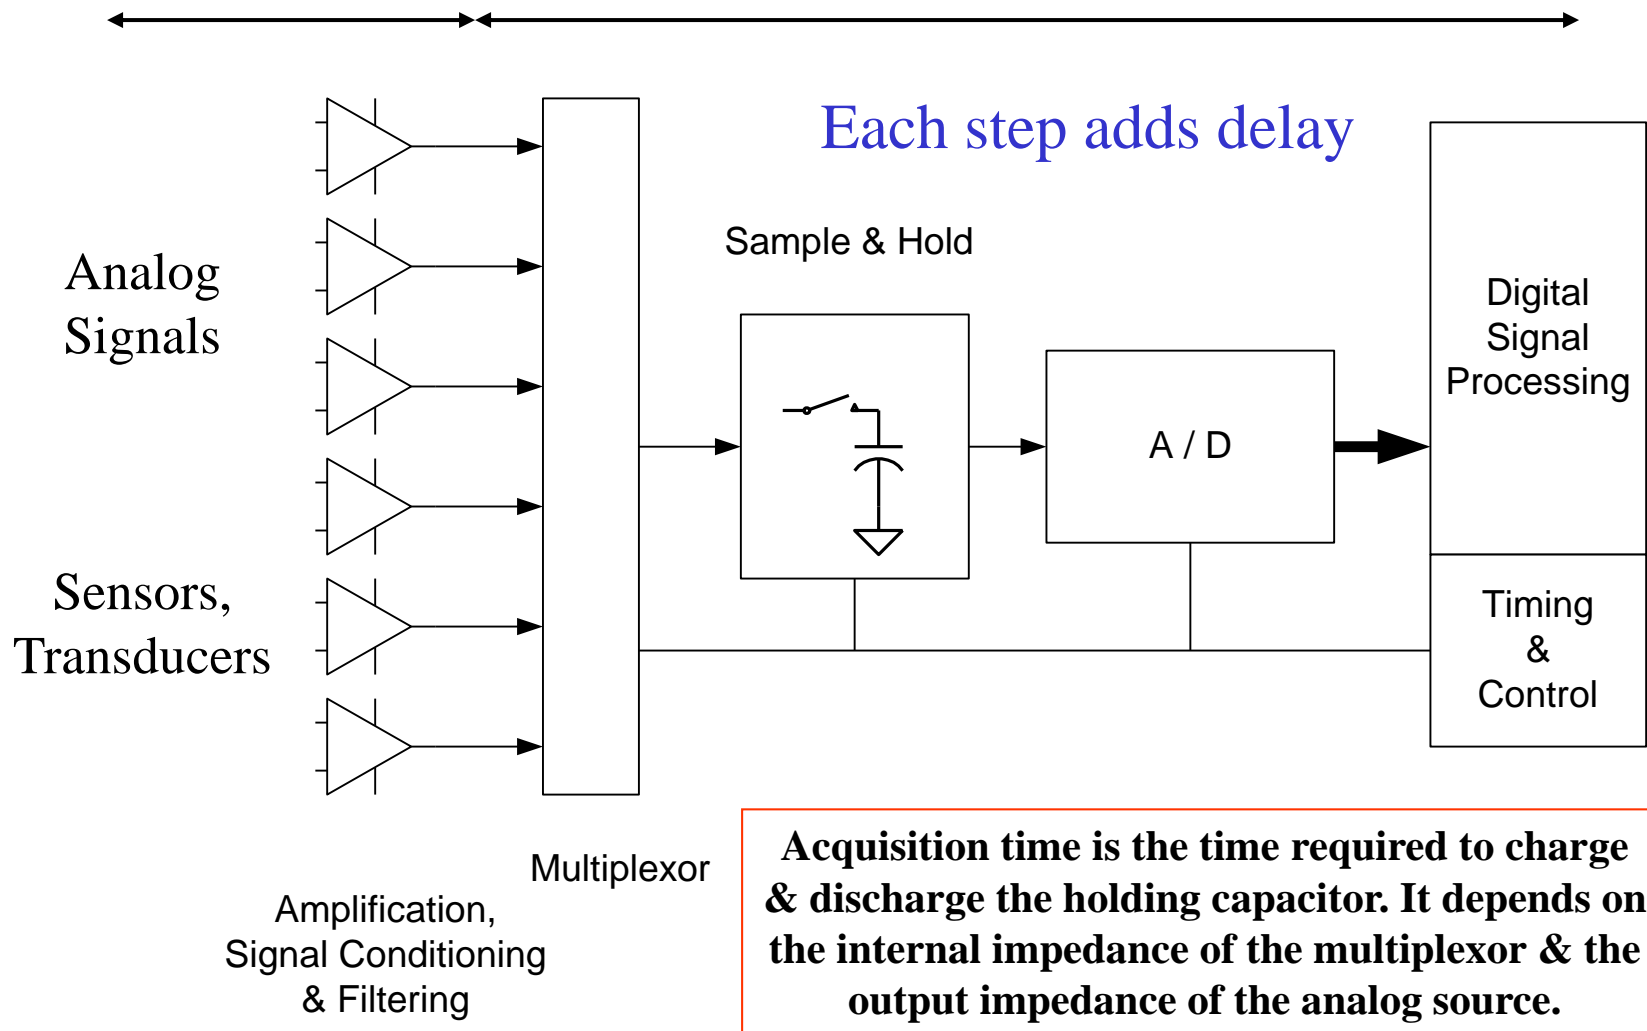 Each step adds delay
Analog
Signals
Sensors,
Transducers
Sample & Hold
A / D
Digital
Signal
Processing
Timing
&
Control
Multiplexor
Amplification,
Signal Conditioning
& Filtering
Acquisition time is the time required to charge
& discharge the holding capacitor. It depends on
the internal impedance of the multiplexor & the
output impedance of the analog source.